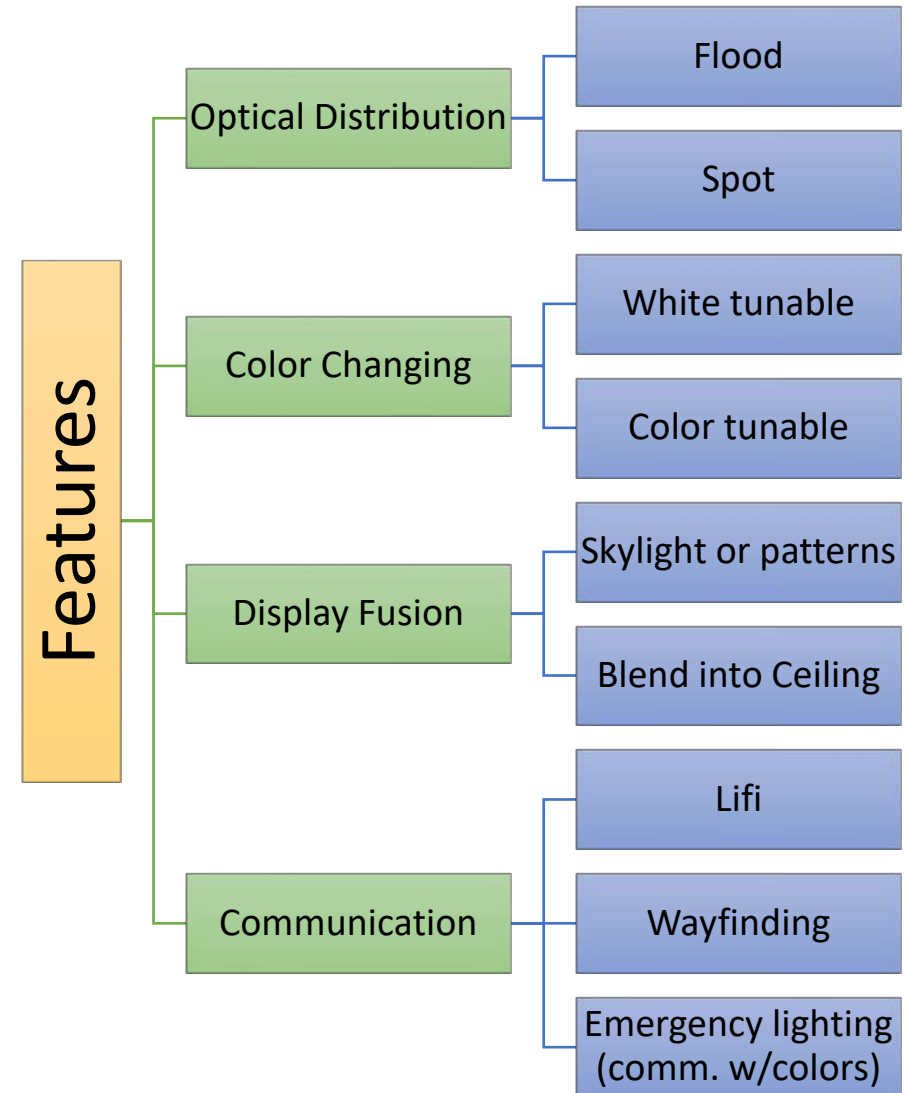 Features
Optical Distribution
Flood
Spot
Color Changing
White tunable
Color tunable
Display Fusion
Skylight or patterns
Blend into Ceiling
Communication
Lifi
Wayfinding
Emergency lighting
(comm. w/colors)